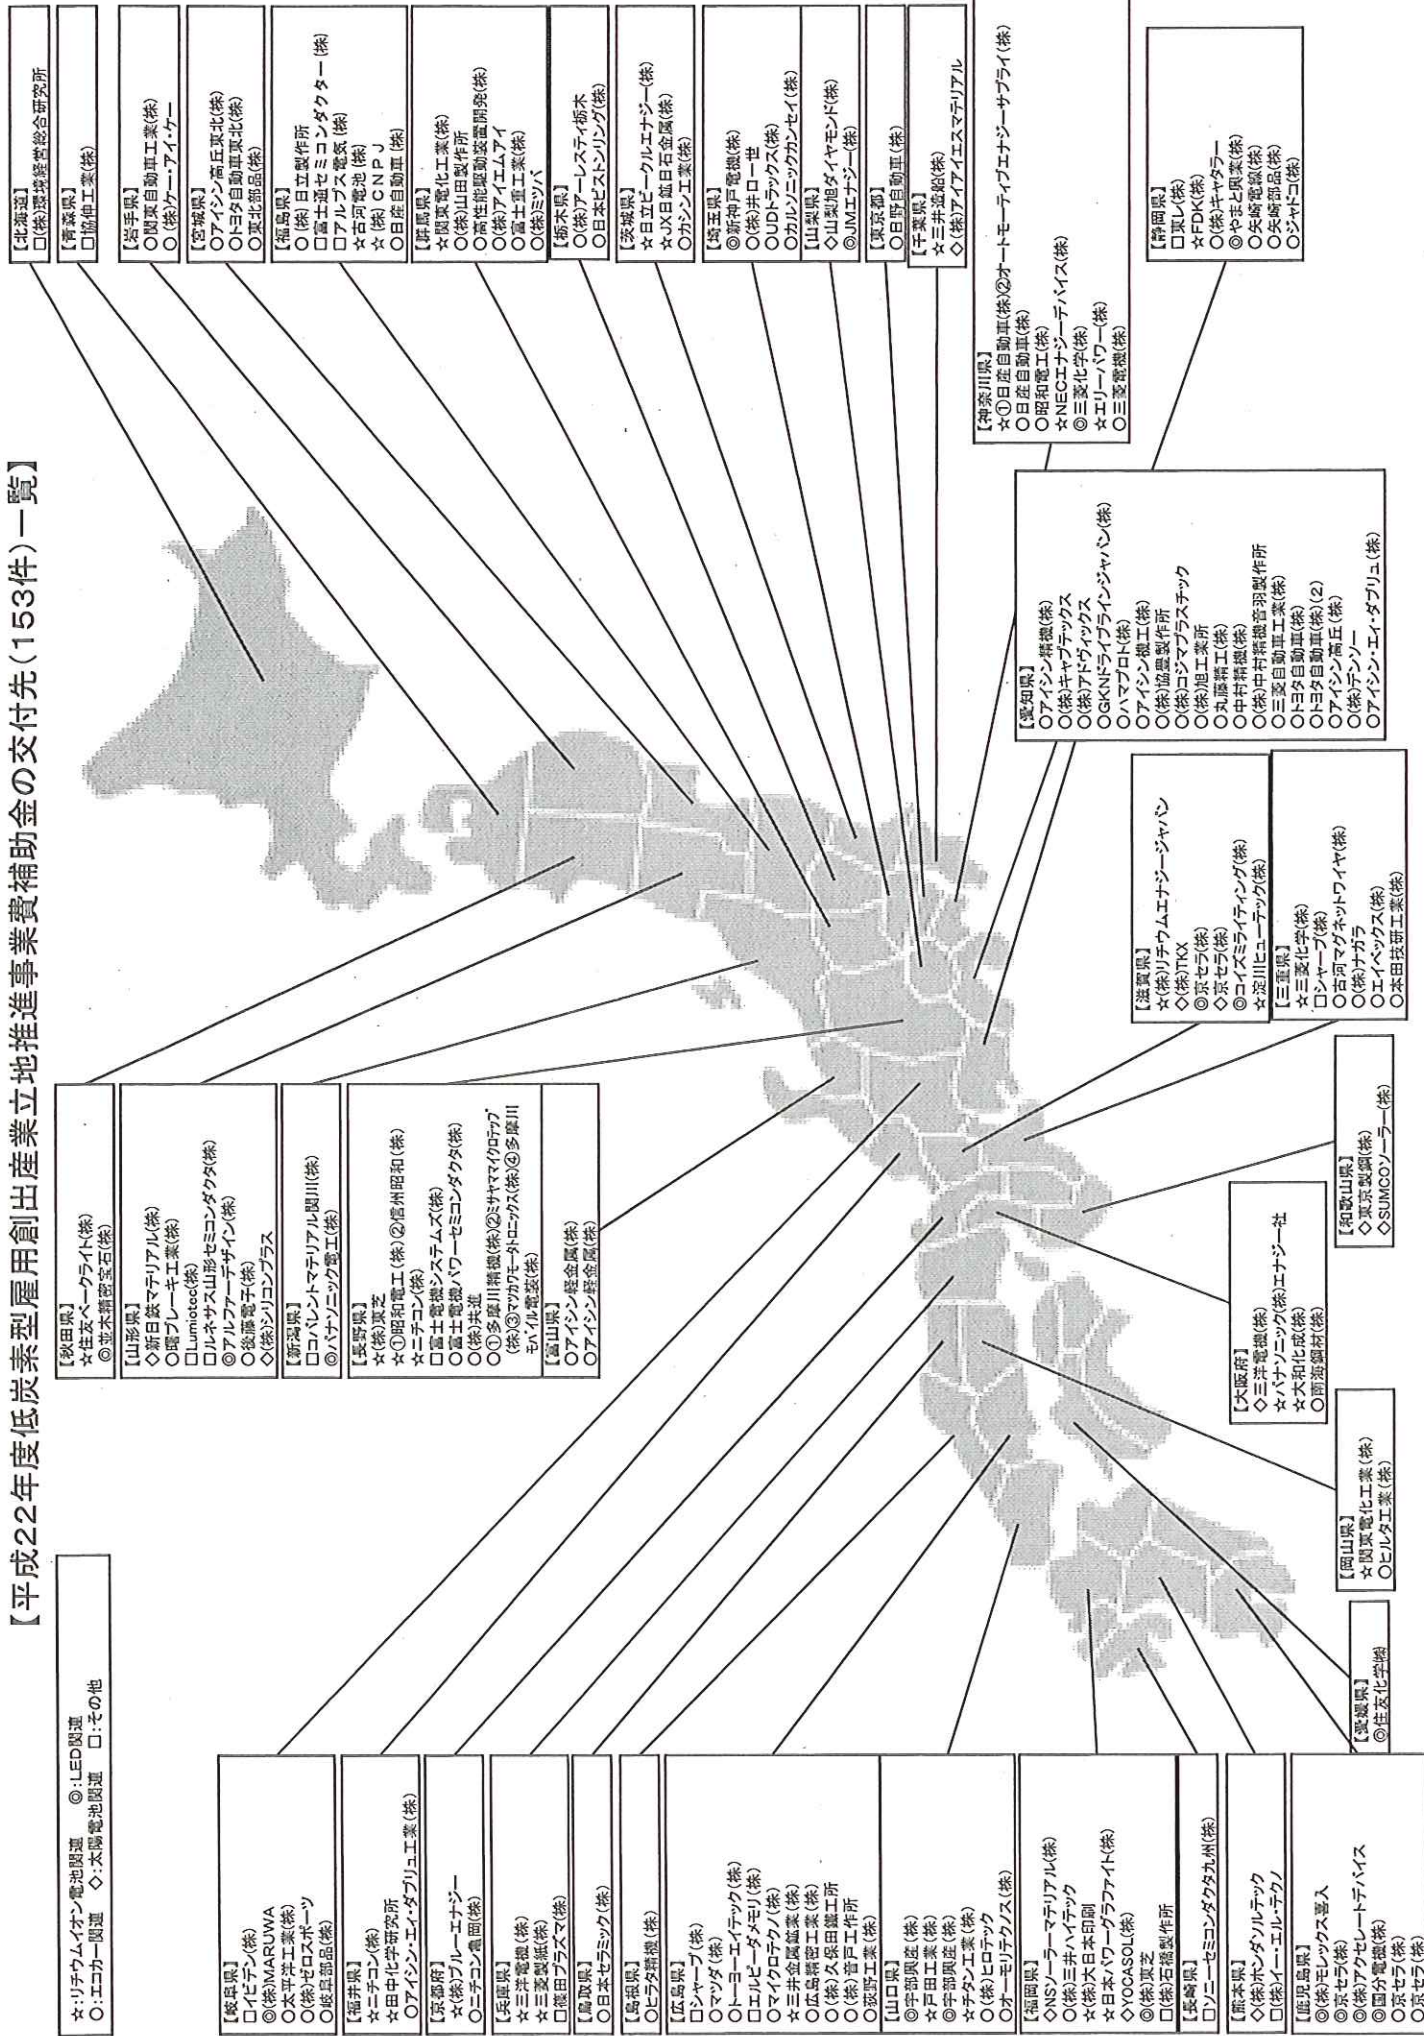 【平成22年度低炭素型雇用創出産業立地推進事業費補助金の交付先(153件)一覧】
☆:リチウムイオン電池関連　◎:LED関連
○:エコカー関連　◇:太陽電池関連　□:その他
【北海道】
□(株)環境経営総合研究所
【青森県】
□協伸工業(株)
【岩手県】
○関東自動車工業(株)
○(株)ケー・アイ・ケー
【宮城県】
○アイシン高丘東北(株)
○トヨタ自動車東北(株)
○東北部品(株)
【福島県】
○(株)日立製作所
□富士通セミコンダクター(株)
□アルプス電気(株)
☆古河電池(株)
☆(株)CNPJ
○日産自動車(株)
【群馬県】
☆関東電化工業(株)
○(株)山田製作所
○高性能駆動装置開発(株)
○(株)アイエムアイ
○富士重工業(株)
○(株)ミツバ
【栃木県】
○(株)アーレスティ栃木
○日本ピストンリング(株)
【茨城県】
☆日立ビークルエナジー(株)
☆JX日鉱日石金属(株)
○カシン工業(株)
【埼玉県】
◎新神戸電機(株)
○(株)井口一世
○UDトラックス(株)
○カルソニックカンセイ(株)
【山梨県】
◇山梨旭ダイヤモンド(株)
◎JMエナジー(株)
【東京都】
○日野自動車(株)
【千葉県】
☆三井造船(株)
◇(株)アイアイエスマテリアル
【神奈川県】
☆①日産自動車(株)②オートモーティブエナジーサプライ(株)
○日産自動車(株)
○昭和電工(株)
☆NECエナジーデバイス(株)
◎三菱化学(株)
☆エリーパワー(株)
○三菱電機(株)
【静岡県】
□東レ(株)
☆FDK(株)
○(株)キャタラー
◎やまと興業(株)
○矢崎電線(株)
○矢崎部品(株)
○ジヤトコ(株)
【愛知県】
○アイシン精機(株)
○(株)キャプテックス
○(株)アドヴィックス
○GKNドライブラインジャパン(株)
○ハマプロト(株)
○アイシン機工(株)
○(株)協豊製作所
○(株)コジマプラスチック
○(株)旭工業所
○丸藤精工(株)
○中村精機(株)
○(株)中村精機音羽製作所
○三菱自動車工業(株)
○トヨタ自動車(株)
○トヨタ自動車(株)(2)
○アイシン高丘(株)
○(株)デンソー
○アイシン・エィ・ダブリュ(株)
【滋賀県】
☆(株)リチウムエナジージャパン
◇(株)TKX
◎京セラ(株)
◇京セラ(株)
◎コイズミライティング(株)
☆淀川ヒューテック(株)
【三重県】
☆三菱化学(株)
□シャープ(株)
○古河マグネットワイヤ(株)
○(株)ナガラ
○エイベックス(株)
○本田技研工業(株)
【秋田県】
☆住友ベークライト(株)
◎並木精密宝石(株)
【山形県】
◇新日鉄マテリアル(株)
○曙ブレーキ工業(株)
□Lumiotec(株)
□ルネサス山形セミコンダクタ(株)
◎アルファーデザイン(株)
○後藤電子(株)
◇(株)シリコンプラス
【新潟県】
□コバレントマテリアル関川(株)
◎パナソニック電工(株)
【長野県】
☆(株)東芝
☆①昭和電工(株)②信州昭和(株)
☆ニチコン(株)
□富士電機システムズ(株)
○富士電機パワーセミコンダクタ(株)
○(株)共進
○①多摩川精機(株)②ミサヤマイクロチップ
(株)③マツカワモータトロニックス(株)④多摩川
モバイル電装(株)
【富山県】
○アイシン軽金属(株)
○アイシン軽金属(株)
【和歌山県】
◇東京製鋼(株)
◇SUMCOソーラー(株)
【大阪府】
◇三洋電機(株)
☆パナソニック(株)エナジー社
☆大和化成(株)
○南海鋼材(株)
【岡山県】
☆関東電化工業(株)
○ヒルタ工業(株)
【愛媛県】
◎住友化学(株)
【岐阜県】
□イビデン(株)
◎(株)MARUWA
○太平洋工業(株)
○(株)ゼロスポーツ
○岐阜部品(株)
【福井県】
☆ニチコン(株)
☆田中化学研究所
○アイシン・エィ・ダブリュ工業(株)
【京都府】
☆(株)ブルーエナジー
○ニチコン亀岡(株)
【兵庫県】
☆三洋電機(株)
☆三菱製紙(株)
□篠田プラズマ(株)
【鳥取県】
○日本セラミック(株)
【島根県】
○ヒラタ精機(株)
【広島県】
□シャープ(株)
○マツダ(株)
○トーヨーエイテック(株)
□エルピーダメモリ(株)
○マイクロテクノ(株)
☆三井金属鉱業(株)
○広島精密工業(株)
○(株)久保田鐵工所
○(株)音戸工作所
○荻野工業(株)
【山口県】
◎宇部興産(株)
☆戸田工業(株)
☆宇部興産(株)
☆チタン工業(株)
○(株)ヒロテック
○オーモリテクノス(株)
【福岡県】
◇NSソーラーマテリアル(株)
○(株)三井ハイテック
☆(株)大日本印刷
☆日本パワーグラファイト(株)
◇YOCASOL(株)
◎(株)東芝
□(株)石橋製作所
【長崎県】
□ソニーセミコンダクタ九州(株)
【熊本県】
◇(株)ホンダソルテック
□(株)イー・エル・テクノ
【鹿児島県】
◎(株)モレックス喜入
◎京セラ(株)
◎(株)アクセレートデバイス
◎国分電機(株)
○京セラ(株)
○京セラ(株)